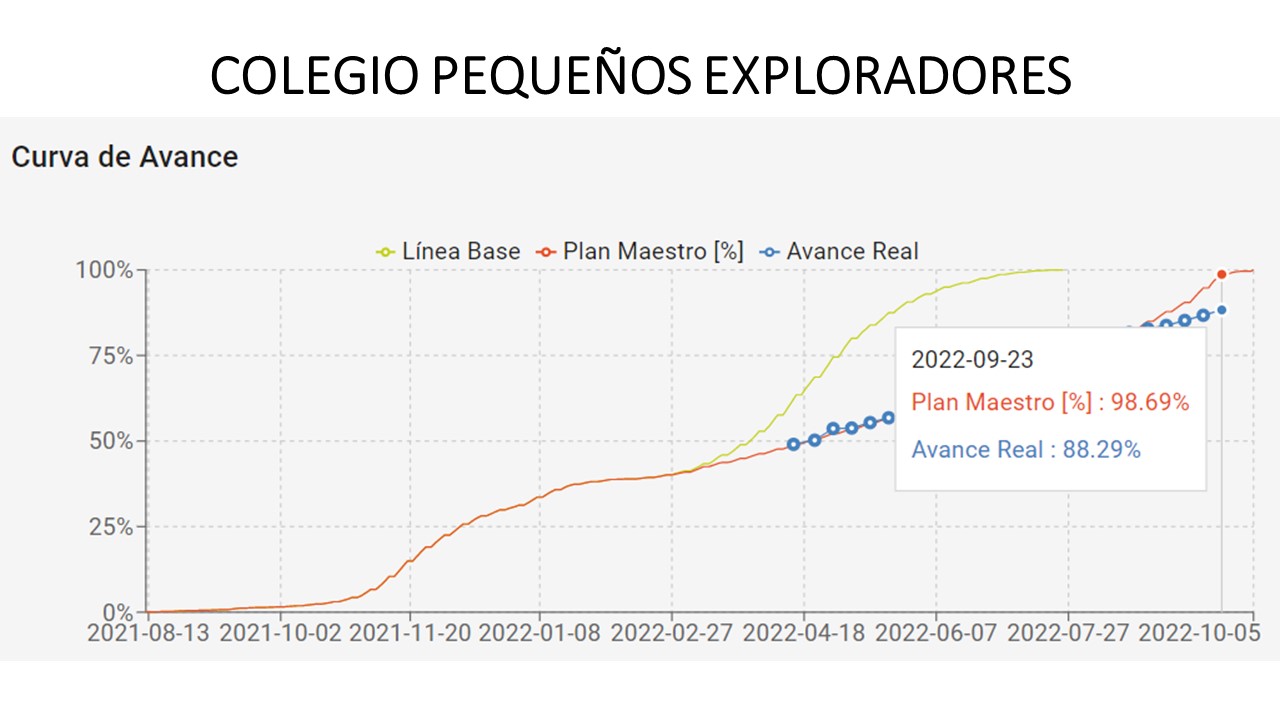 COLEGIO PEQUEÑOS EXPLORADORES
Curva de Avance
Línea Base Plan Maestro [%] Avance Real
100%
75%
50%
25%
0%
2022-09-23
Plan Maestro [%] : 98.69%
Avance Real : 88.29%
2021-08-13 2021-10-02 2021-11-20 2022-01-08 2022-02-27 2022-04-18 2022-06-07 2022-07-27 2022-10-05